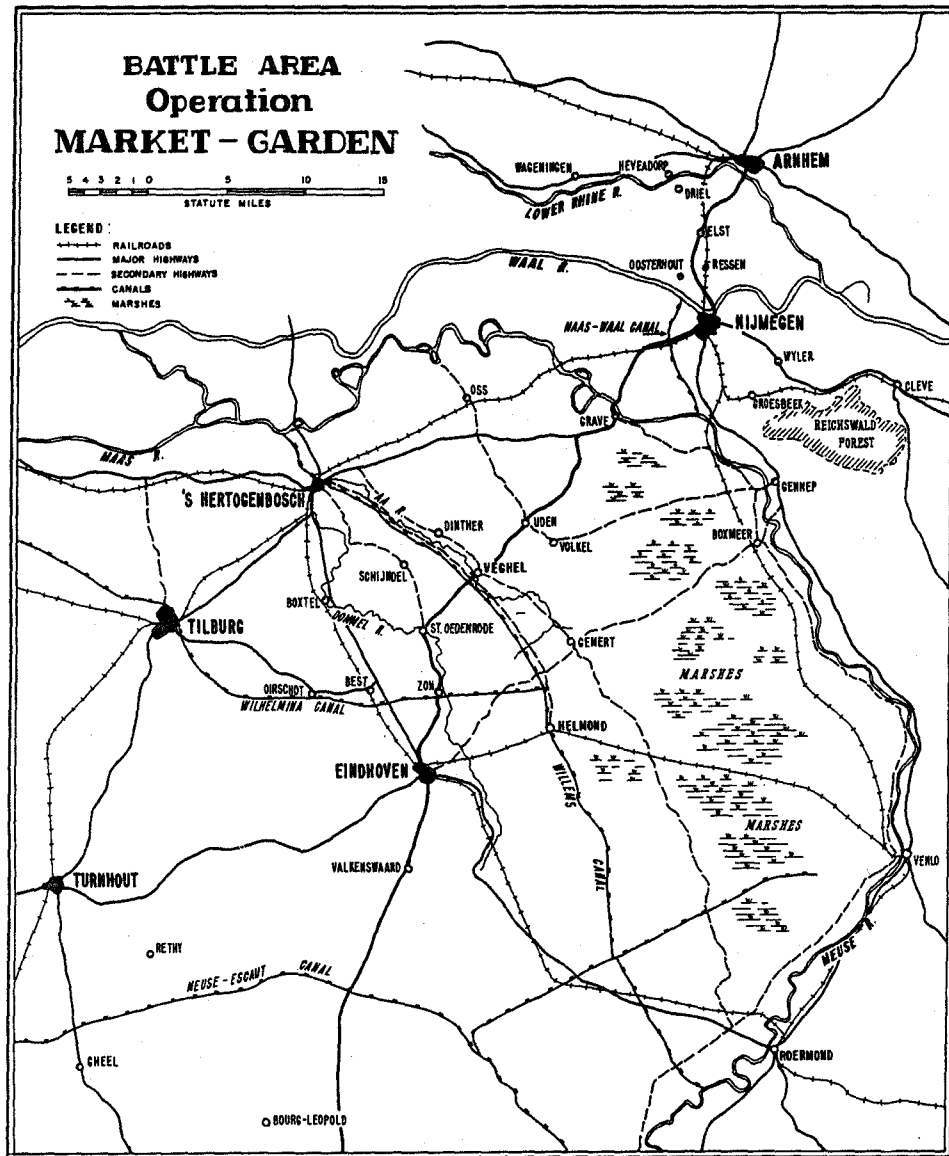 BATTLE AREA
Operation
MARKET - GARDEN
5 4 3 2 1 0 5 10 15
STATUTE MILES
LEGEND :
RAILROADS
MAJOR HIGHWAYS
SECONDARY HIGHWAYS
CANALS
MARSHES
ARNHEM
WAGENINGEN
HEVEADORP
DRIEL
LOWER RHINE R.
ELST
WAAL R.
OOSTERHOUT
RESSEN
MAAS-WAAL CANAL
NIJMEGEN
WYLER
CLEVE
OSS
GROESBEEK
GRAVE
REICHSWALD
FOREST
MAAS R.
'S HERTOGENBOSCH
GENNEP
AA R.
DINTHER
UDEN
VOLKEL
BOXMEER
SCHIJNDEL
VEGHEL
BOXTEL
DOMMEL R.
TILBURG
ST. OEDENRODE
GEMERT
MARSHES
OIRSCHOT
BEST
ZON
WILHELMINA CANAL
HELMOND
EINDHOVEN
WILLEMS
CANAL
MARSHES
VALKENSWAARD
VENLO
TURNHOUT
RETHY
MEUSE R.
MEUSE-ESCAUT CANAL
GHEEL
ROERMOND
BOURG-LEOPOLD